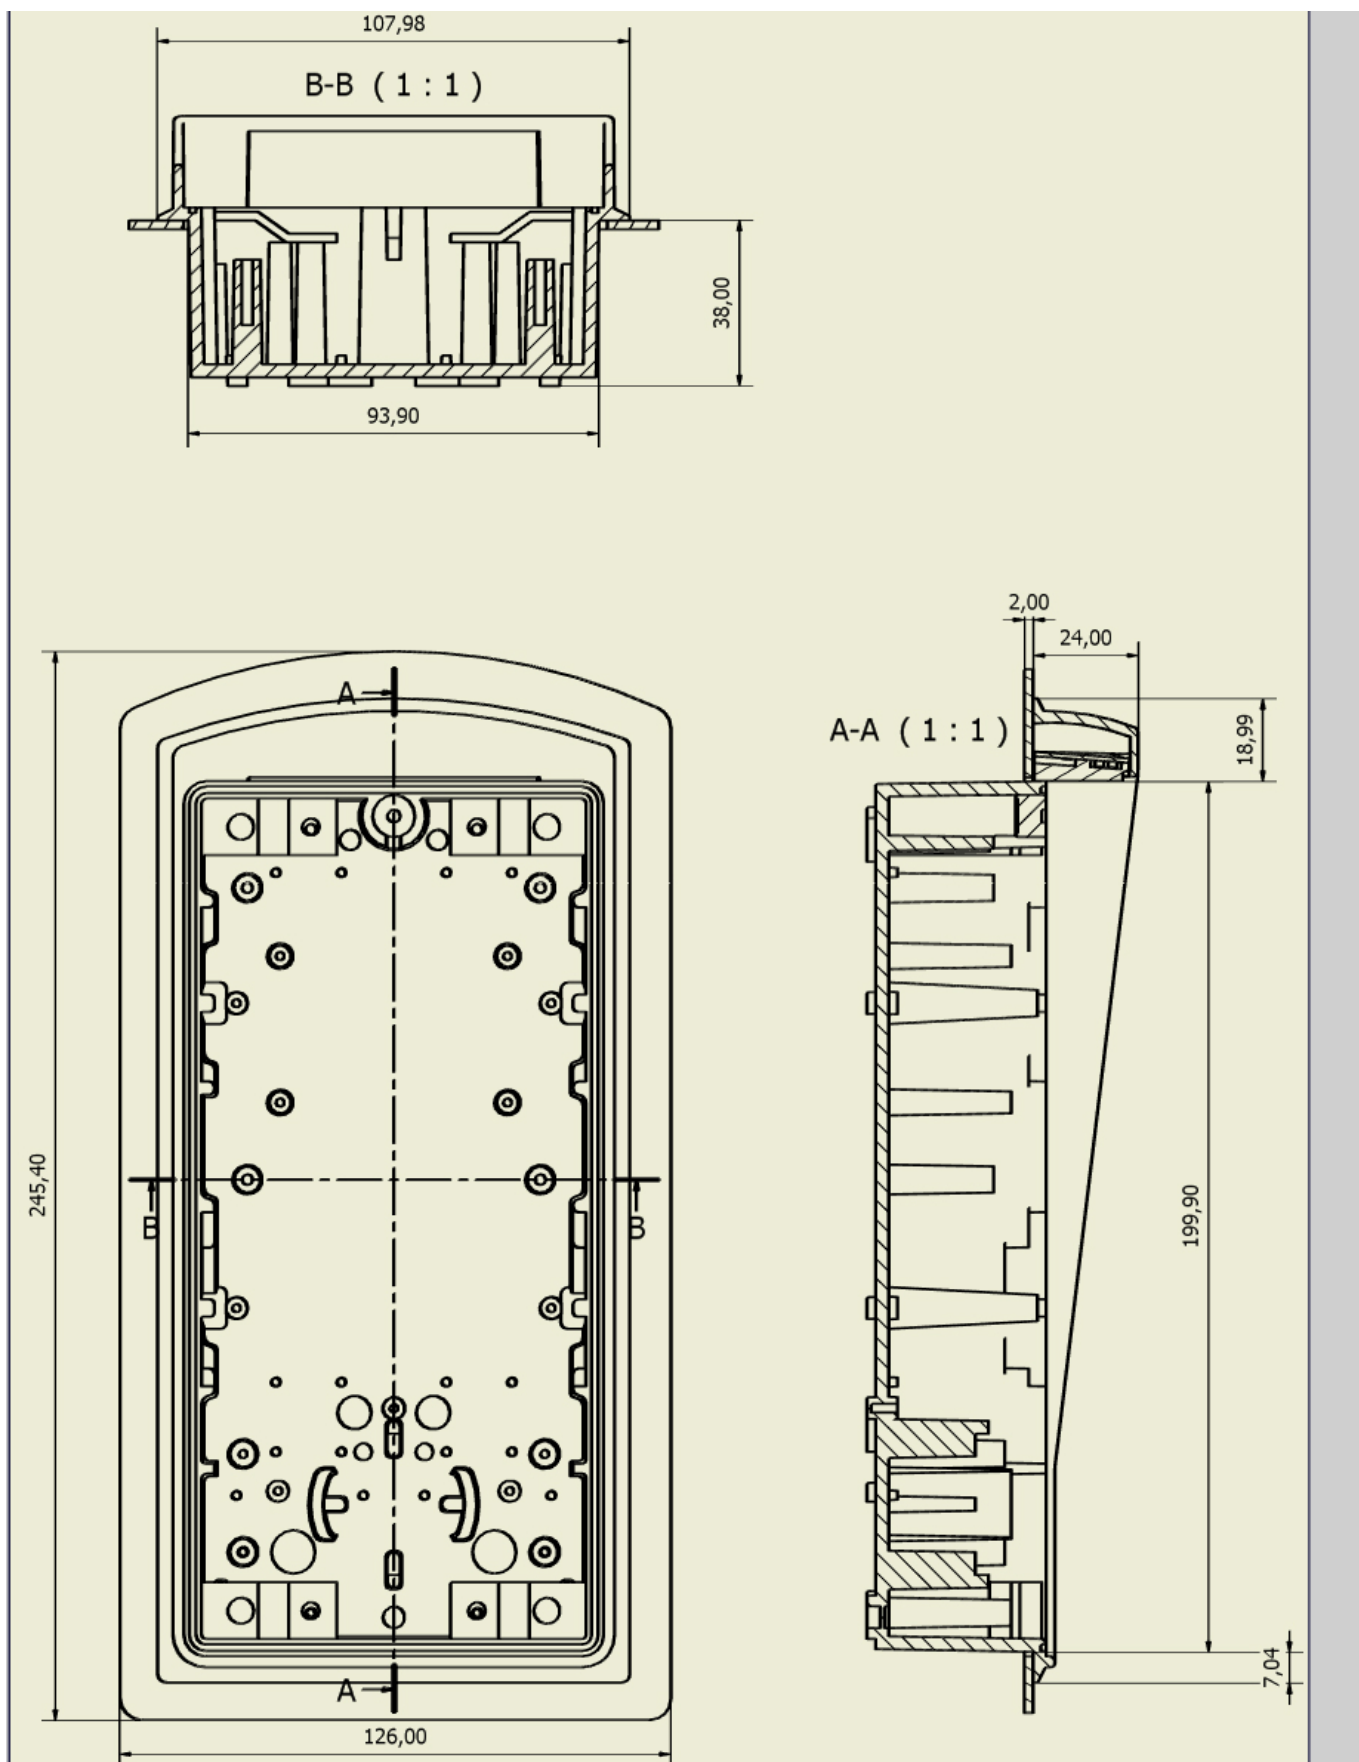 107,98
B-B ( 1 : 1 )
38,00
93,90
2,00
24,00
A
A-A ( 1 : 1 )
18,99
245,40
B
B
199,90
A
7,04
126,00